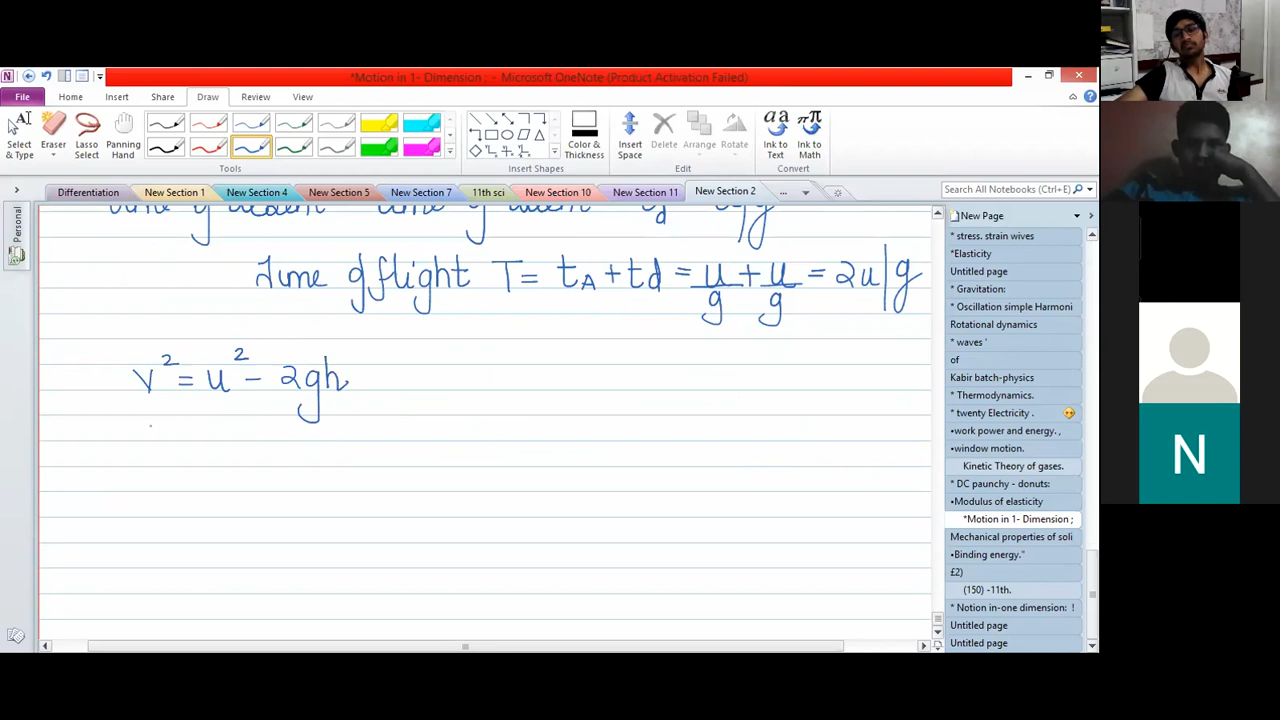 *Motion in 1- Dimension ; - Microsoft OneNote (Product Activation Failed)
File Home Insert Share Draw Review View
Select & Type Eraser Lasso Select Panning Hand
Color & Thickness Insert Space Delete Arrange Rotate Ink to Text Ink to Math
Tools Insert Shapes Edit Convert
Differentiation New Section 1 New Section 4 New Section 5 New Section 7 11th sci New Section 10 New Section 11 New Section 2 ... Search All Notebooks (Ctrl+E)
Personal
Time of flight T = tA + td = u/g + u/g = 2u|g
v² = u² - 2gh
New Page
* stress. strain wives
*Elasticity
Untitled page
* Gravitation:
* Oscillation simple Harmoni
Rotational dynamics
* waves '
of
Kabir batch-physics
* Thermodynamics.
* twenty Electricity .
•work power and energy. ,
•window motion.
Kinetic Theory of gases.
* DC paunchy - donuts:
•Modulus of elasticity
*Motion in 1- Dimension ;
Mechanical properties of soli
•Binding energy."
£2)
(150) -11th.
* Notion in-one dimension: !
Untitled page
Untitled page
N